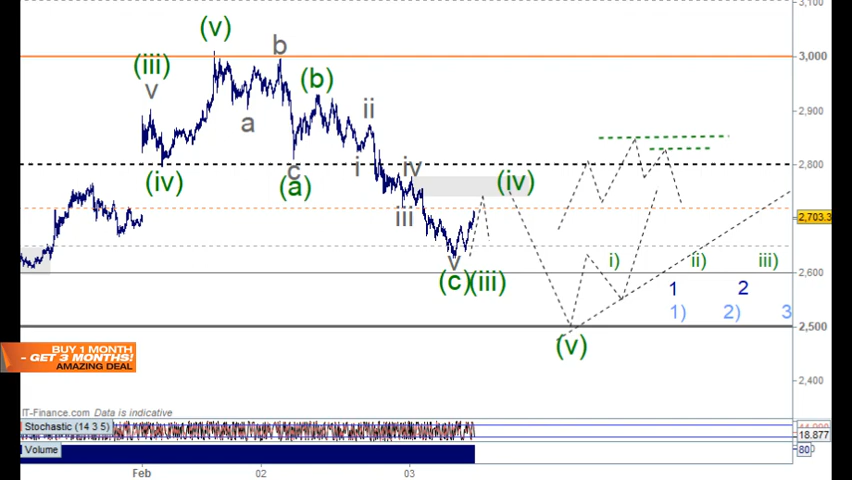 3,100
(v)
b
3,000
(iii)
v
(b)
ii
2,900
a
c
i
iv
2,800
(iv)
(a)
(iv)
iii
2,703.3
v
(c)(iii)
i)
ii)
iii)
2,600
1
2
1)
2)
3
2,500
(v)
BUY 1 MONTH
- GET 3 MONTHS!
AMAZING DEAL
2,400
IT-Finance.com Data is indicative
Stochastic (14 3 5)
18.877
Volume
80
Feb
02
03